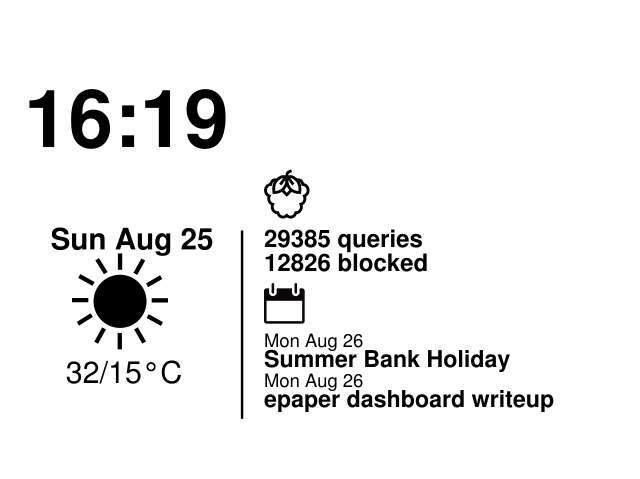 16:19
Sun Aug 25
32/15°C
29385 queries
12826 blocked
Mon Aug 26
Summer Bank Holiday
Mon Aug 26
epaper dashboard writeup